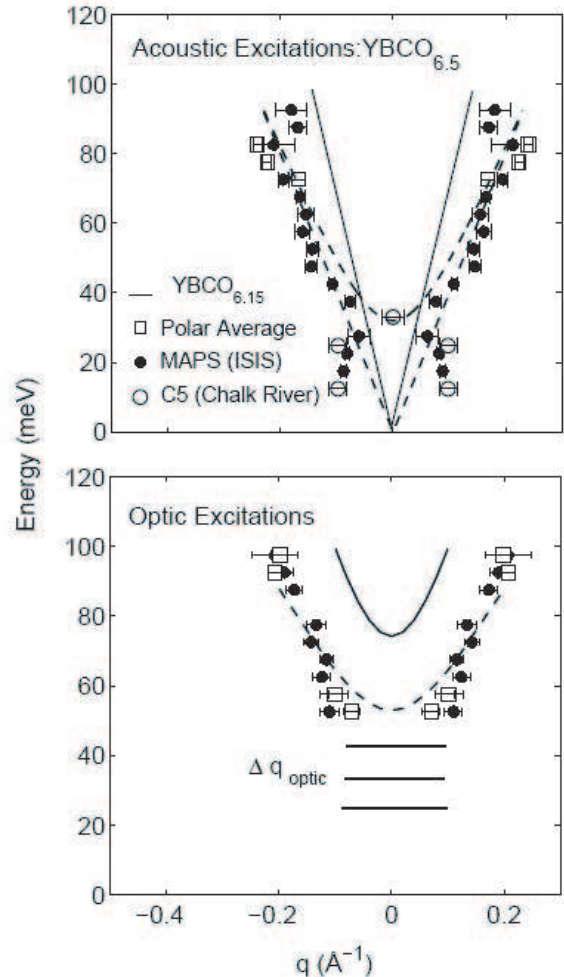 120
Acoustic Excitations:YBCO6.5
100
80
60
40
20
0
YBCO6.15
Polar Average
MAPS (ISIS)
C5 (Chalk River)
Energy (meV)
120
Optic Excitations
100
80
60
40
20
0
Δ q optic
−0.4 −0.2 0 0.2
q (Å−1)